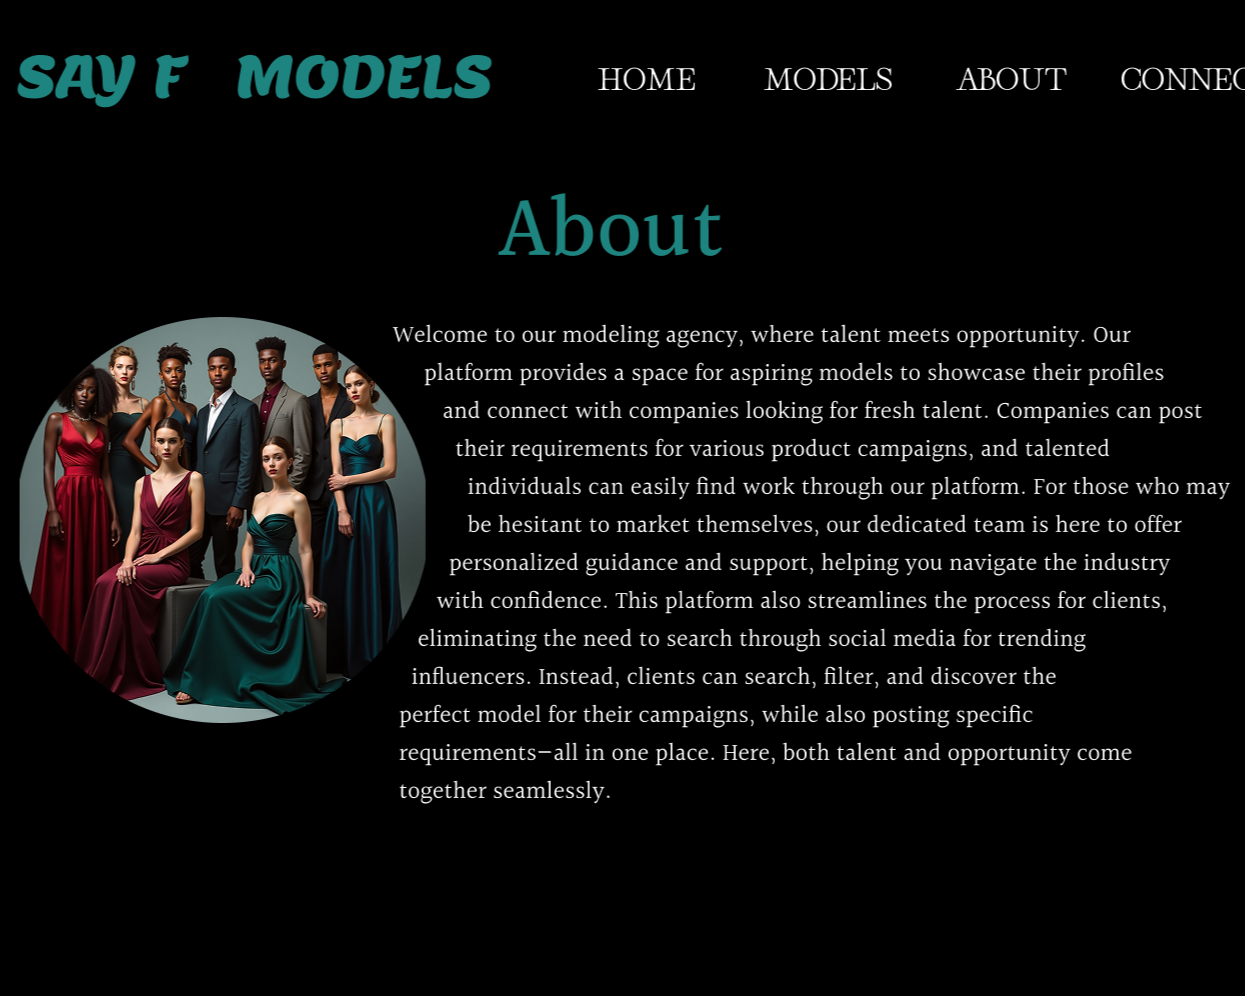 SAY F MODELS
HOME MODELS ABOUT CONNEC
About
Welcome to our modeling agency, where talent meets opportunity. Our
platform provides a space for aspiring models to showcase their profiles
and connect with companies looking for fresh talent. Companies can post
their requirements for various product campaigns, and talented
individuals can easily find work through our platform. For those who may
be hesitant to market themselves, our dedicated team is here to offer
personalized guidance and support, helping you navigate the industry
with confidence. This platform also streamlines the process for clients,
eliminating the need to search through social media for trending
influencers. Instead, clients can search, filter, and discover the
perfect model for their campaigns, while also posting specific
requirements—all in one place. Here, both talent and opportunity come
together seamlessly.